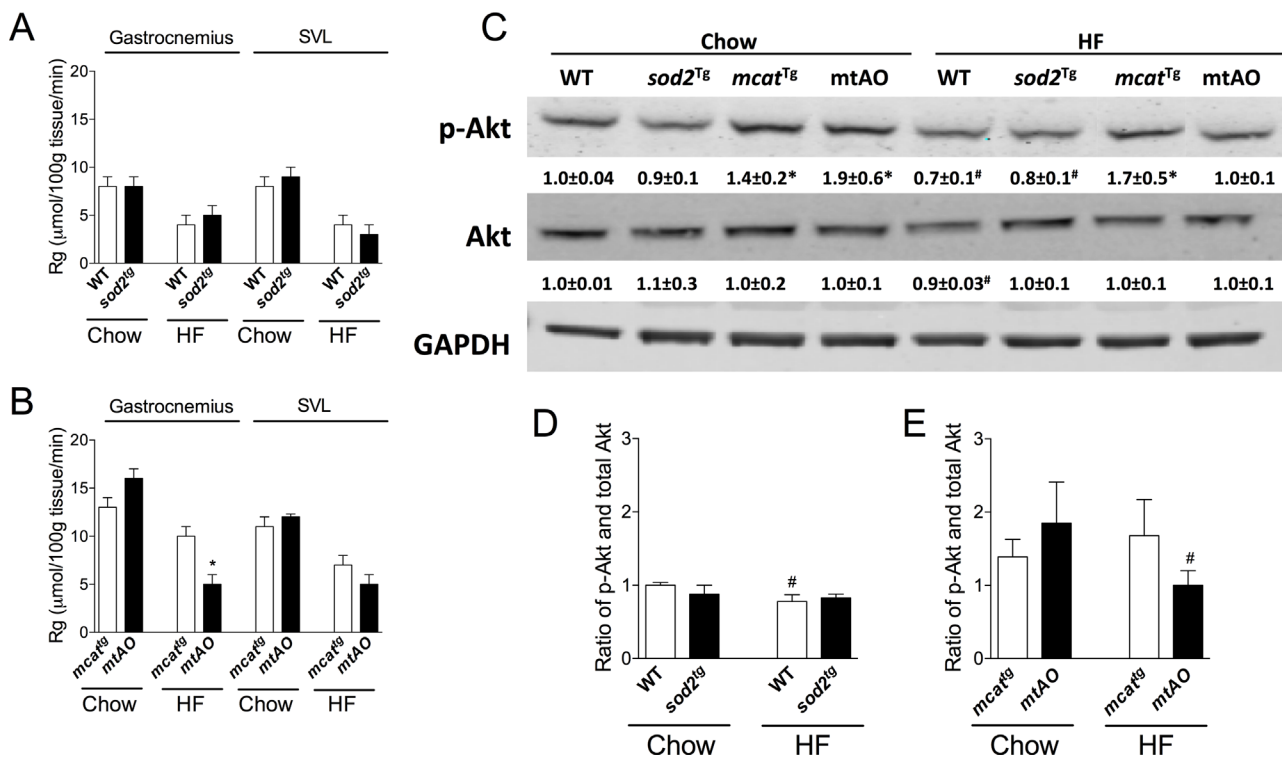 A
Gastrocnemius SVL
Rg (μmol/100g tissue/min)
20
15
10
5
0
WT sod2tg WT sod2tg WT sod2tg WT sod2tg
Chow HF Chow HF
B
Gastrocnemius SVL
Rg (μmol/100g tissue/min)
20
15
10
5
0
*
mcattg mtAO mcattg mtAO mcattg mtAO mcattg mtAO
Chow HF Chow HF
C
Chow HF
WT sod2Tg mcatTg mtAO WT sod2Tg mcatTg mtAO
p-Akt
1.0±0.04 0.9±0.1 1.4±0.2* 1.9±0.6* 0.7±0.1# 0.8±0.1# 1.7±0.5* 1.0±0.1
Akt
1.0±0.01 1.1±0.3 1.0±0.2 1.0±0.1 0.9±0.03# 1.0±0.1 1.0±0.1 1.0±0.1
GAPDH
D
Ratio of p-Akt and total Akt
3
2
1
0
#
WT sod2tg WT sod2tg
Chow HF
E
Ratio of p-Akt and total Akt
3
2
1
0
#
mcattg mtAO mcattg mtAO
Chow HF